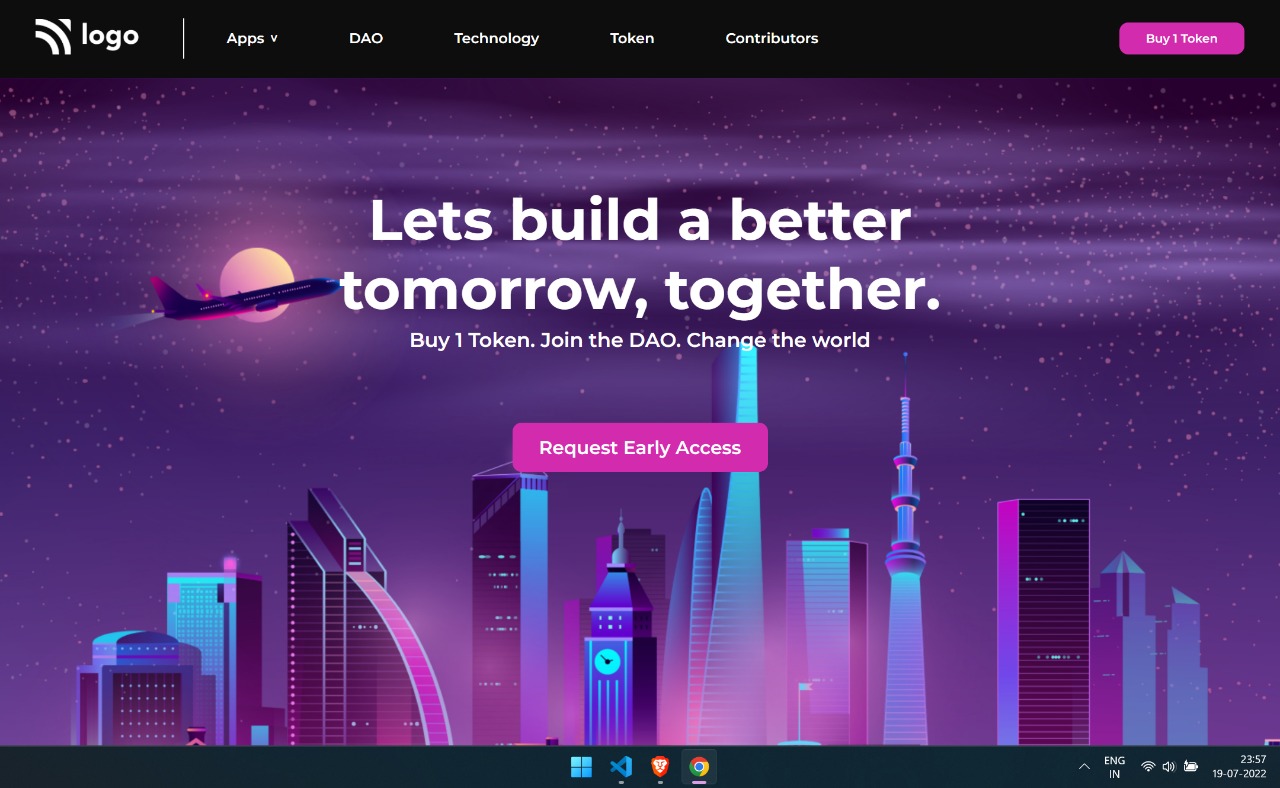 logo
Apps v
DAO
Technology
Token
Contributors
Buy 1 Token
Lets build a better
tomorrow, together.
Buy 1 Token. Join the DAO. Change the world
Request Early Access
ENG
IN
23:57
19-07-2022